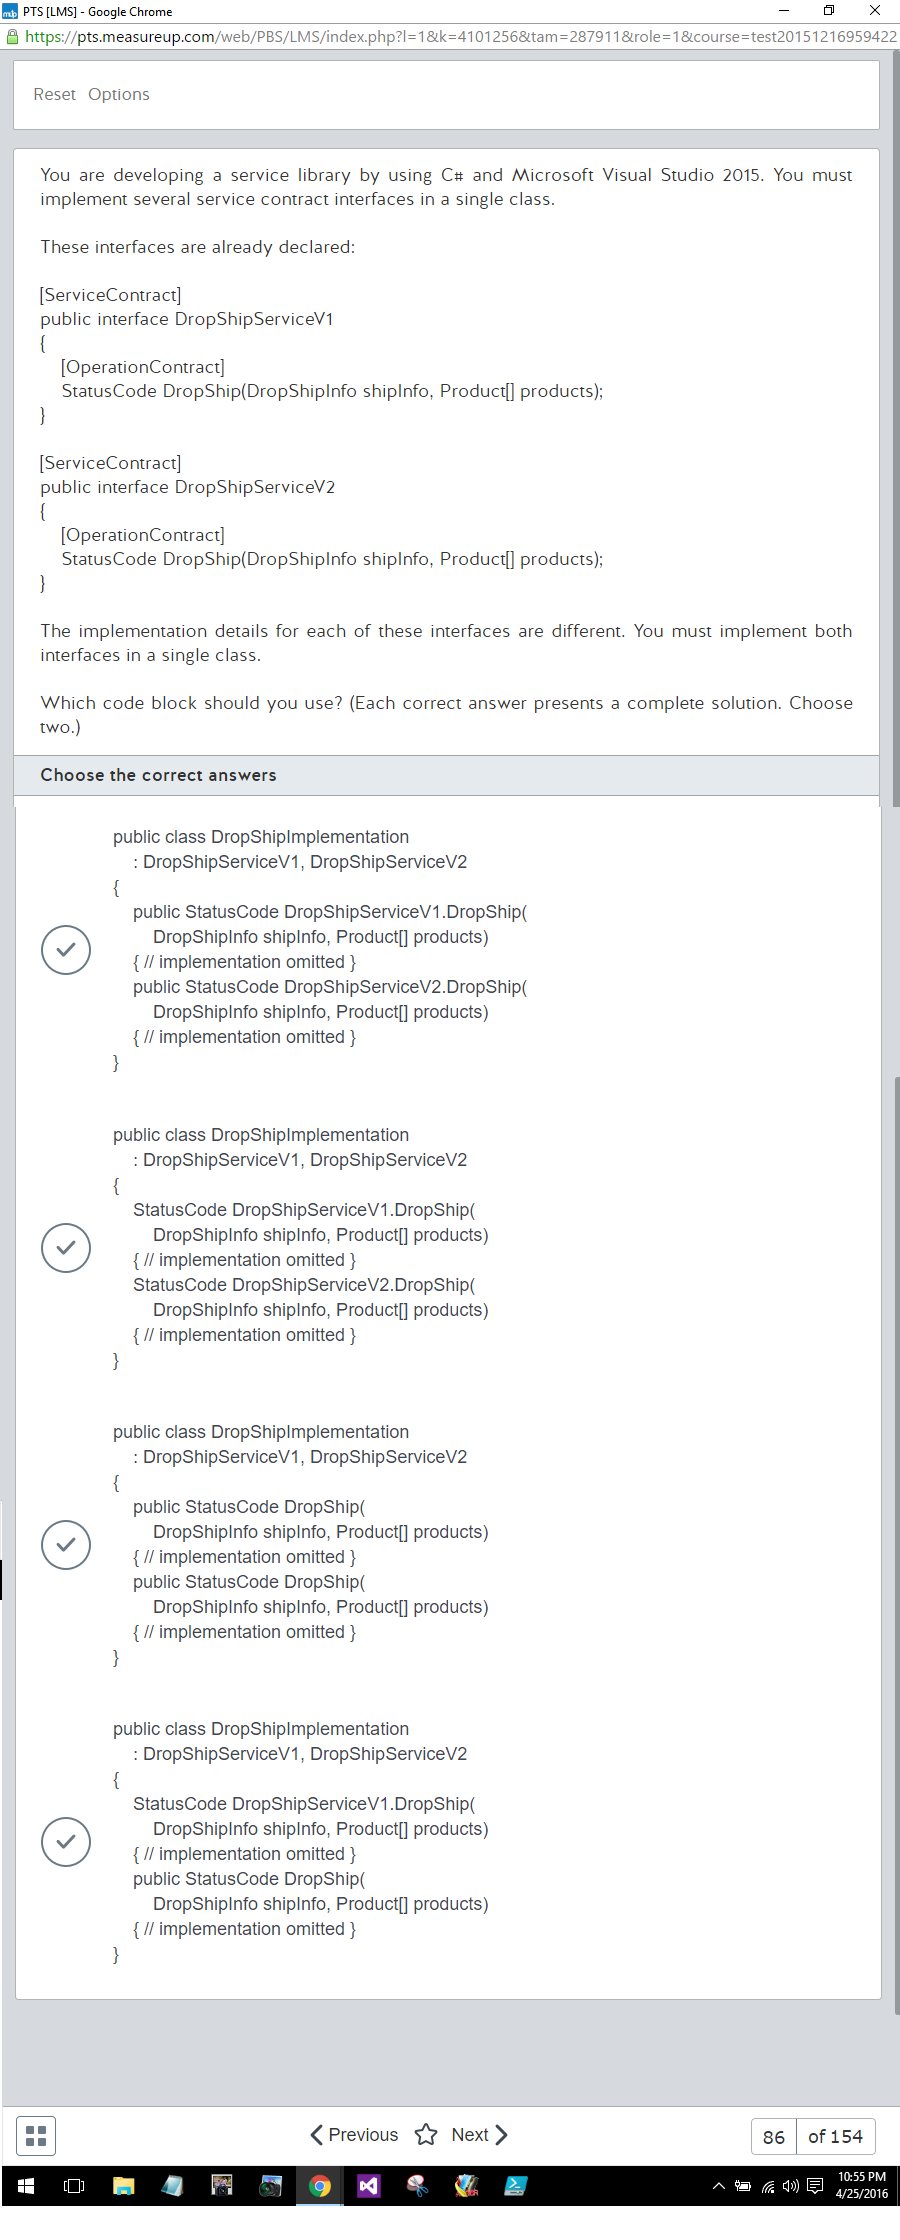 PTS [LMS] - Google Chrome
https://pts.measureup.com/web/PBS/LMS/index.php?l=1&k=4101256&tam=287911&role=1&course=test20151216959422
Reset Options
You are developing a service library by using C# and Microsoft Visual Studio 2015. You must
implement several service contract interfaces in a single class.
These interfaces are already declared:
[ServiceContract]
public interface DropShipServiceV1
{
[OperationContract]
StatusCode DropShip(DropShipInfo shipInfo, Product[] products);
}
[ServiceContract]
public interface DropShipServiceV2
{
[OperationContract]
StatusCode DropShip(DropShipInfo shipInfo, Product[] products);
}
The implementation details for each of these interfaces are different. You must implement both
interfaces in a single class.
Which code block should you use? (Each correct answer presents a complete solution. Choose
two.)
Choose the correct answers
public class DropShipImplementation
: DropShipServiceV1, DropShipServiceV2
{
public StatusCode DropShipServiceV1.DropShip(
DropShipInfo shipInfo, Product[] products)
{ // implementation omitted }
public StatusCode DropShipServiceV2.DropShip(
DropShipInfo shipInfo, Product[] products)
{ // implementation omitted }
}
public class DropShipImplementation
: DropShipServiceV1, DropShipServiceV2
{
StatusCode DropShipServiceV1.DropShip(
DropShipInfo shipInfo, Product[] products)
{ // implementation omitted }
StatusCode DropShipServiceV2.DropShip(
DropShipInfo shipInfo, Product[] products)
{ // implementation omitted }
}
public class DropShipImplementation
: DropShipServiceV1, DropShipServiceV2
{
public StatusCode DropShip(
DropShipInfo shipInfo, Product[] products)
{ // implementation omitted }
public StatusCode DropShip(
DropShipInfo shipInfo, Product[] products)
{ // implementation omitted }
}
public class DropShipImplementation
: DropShipServiceV1, DropShipServiceV2
{
StatusCode DropShipServiceV1.DropShip(
DropShipInfo shipInfo, Product[] products)
{ // implementation omitted }
public StatusCode DropShip(
DropShipInfo shipInfo, Product[] products)
{ // implementation omitted }
}
Previous Next
86 of 154
10:55 PM
4/25/2016